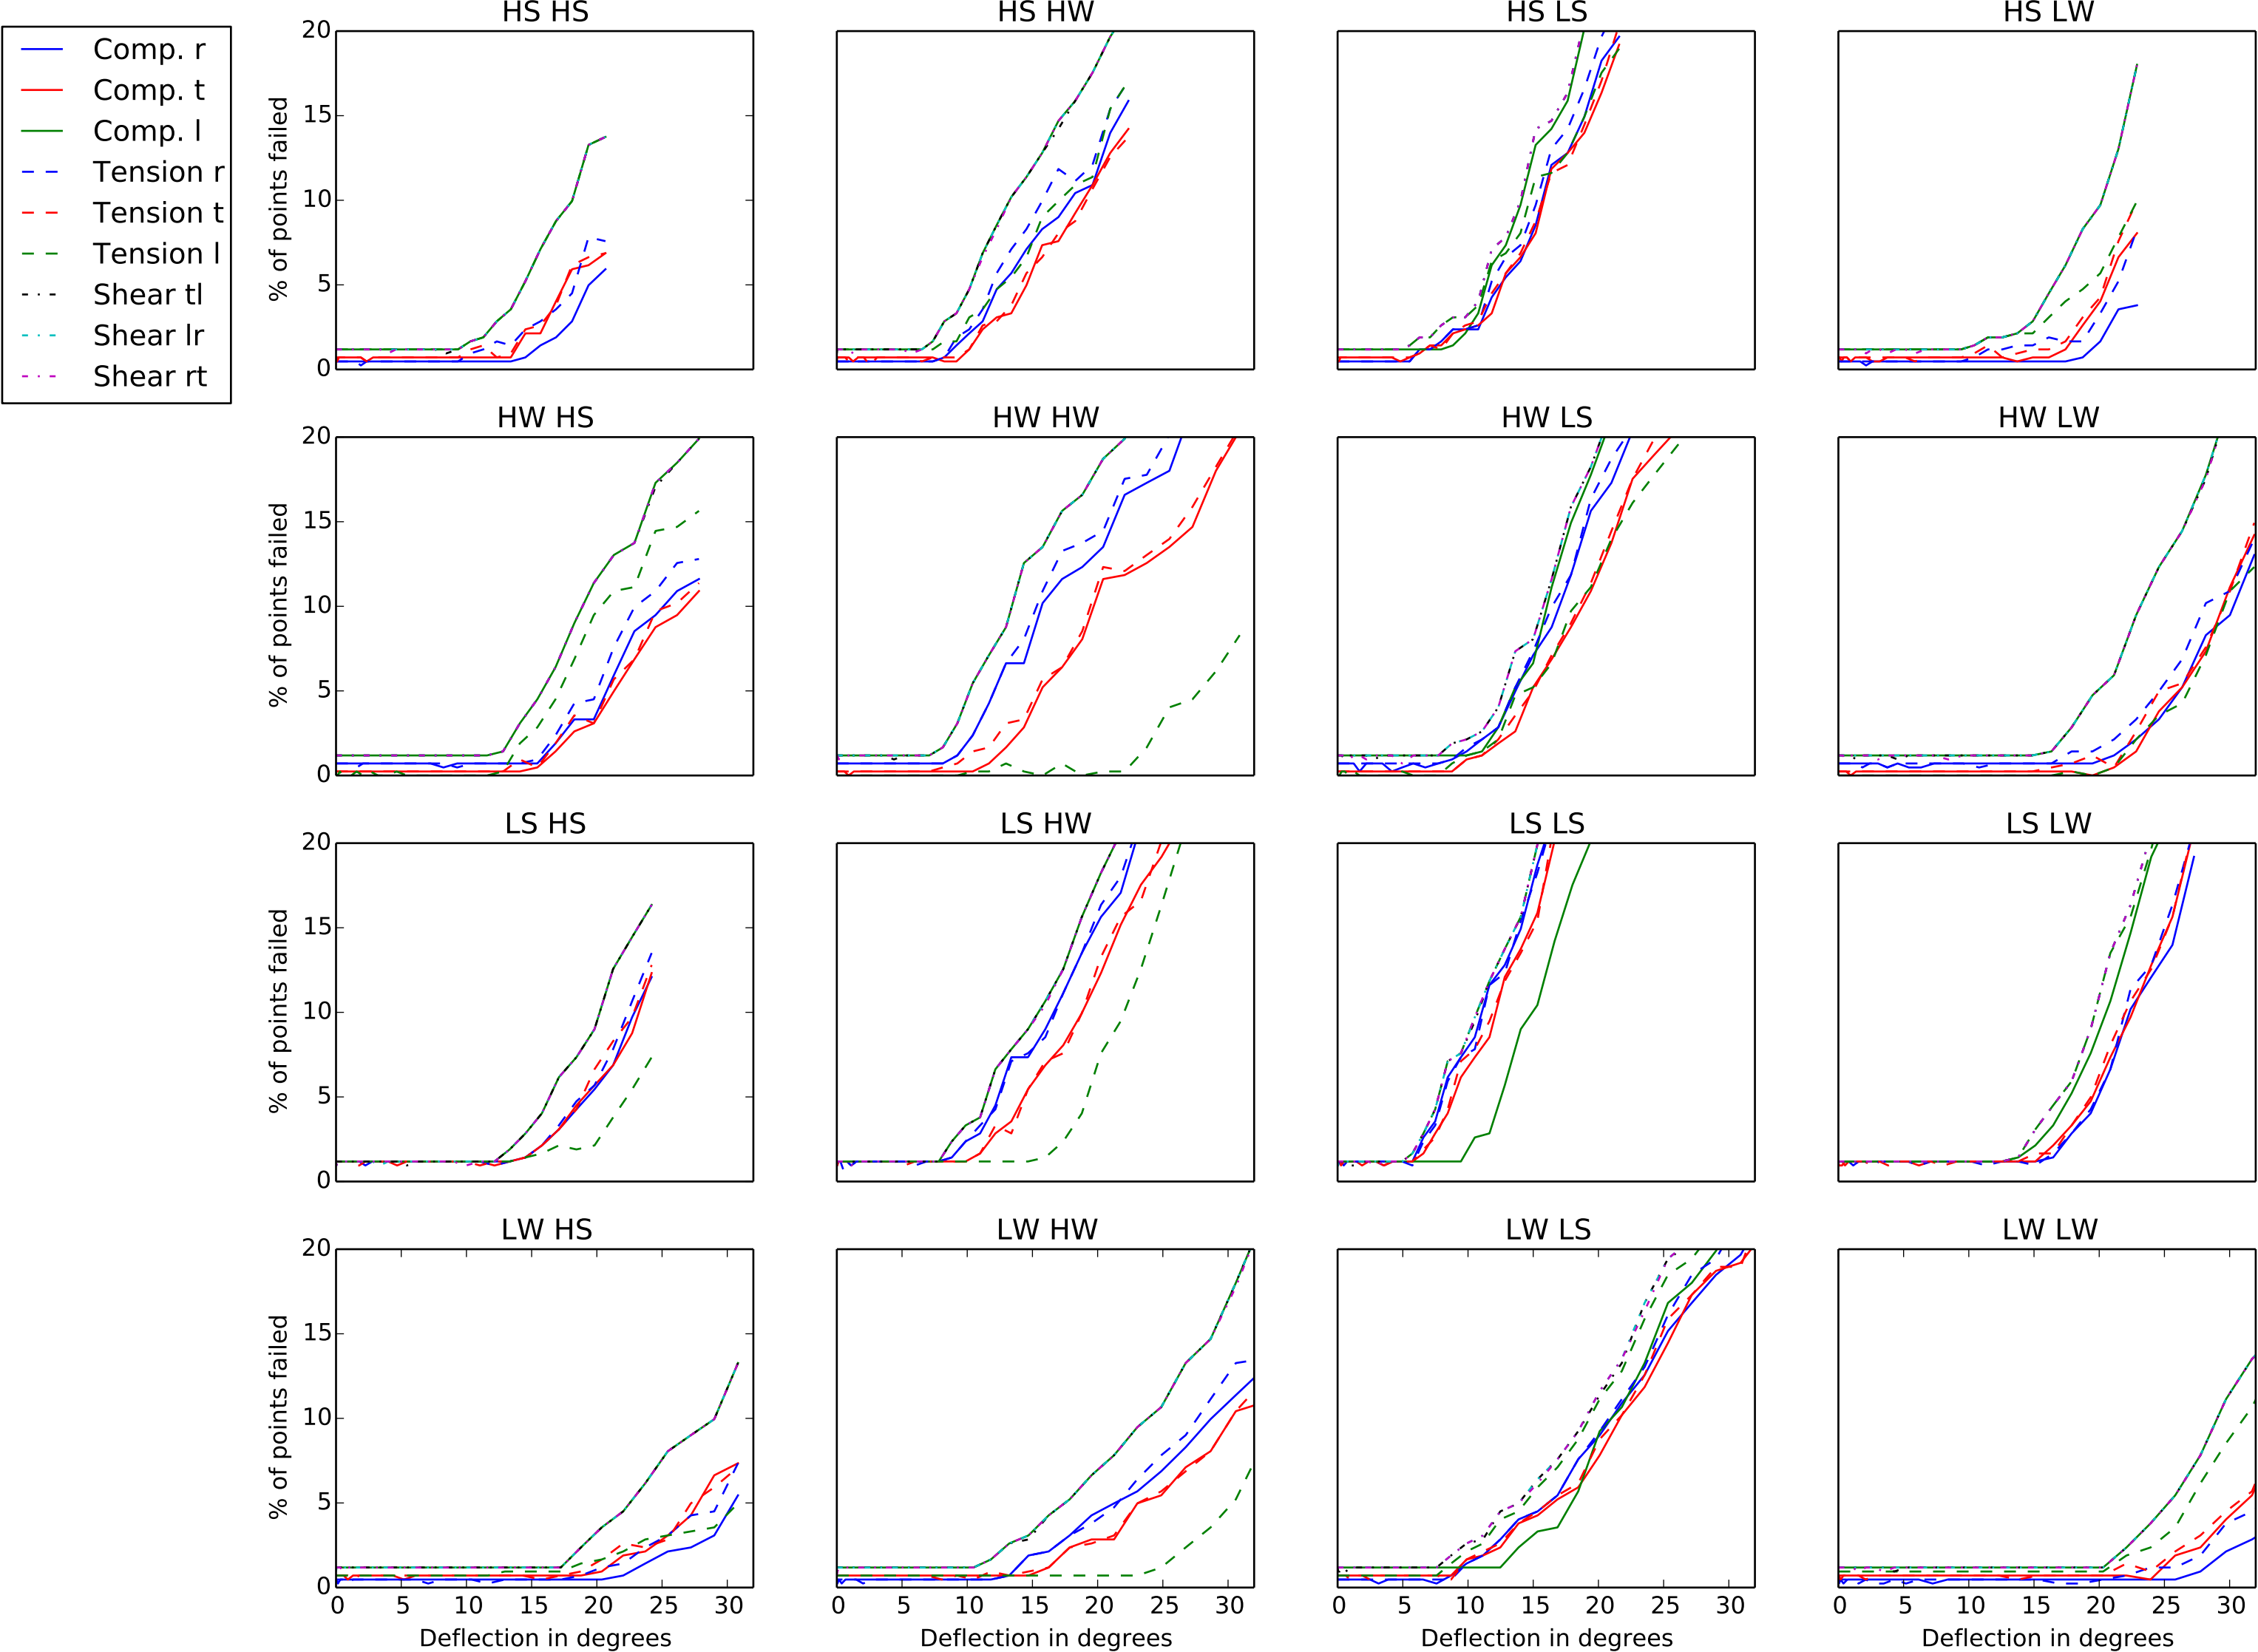 HS HS
HS HW
HS LS
HS LW
Comp. r
Comp. t
Comp. l
Tension r
Tension t
Tension l
Shear tl
Shear lr
Shear rt
% of points failed
20
15
10
5
0
HW HS
HW HW
HW LS
HW LW
% of points failed
20
15
10
5
0
LS HS
LS HW
LS LS
LS LW
% of points failed
20
15
10
5
0
LW HS
LW HW
LW LS
LW LW
% of points failed
20
15
10
5
0
0 5 10 15 20 25 30
0 5 10 15 20 25 30
0 5 10 15 20 25 30
0 5 10 15 20 25 30
Deflection in degrees
Deflection in degrees
Deflection in degrees
Deflection in degrees